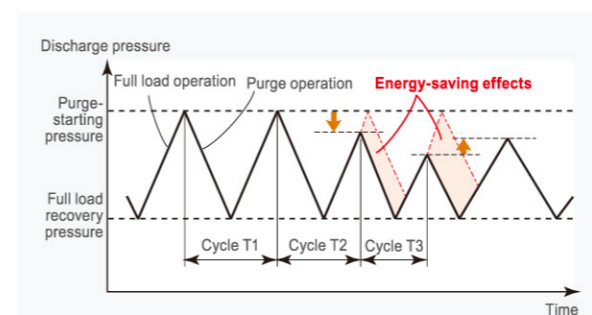 Discharge pressure
Full load operation
Purge operation
Energy-saving effects
Purge-
starting
pressure
Full load
recovery
pressure
Cycle T1
Cycle T2
Cycle T3
Time